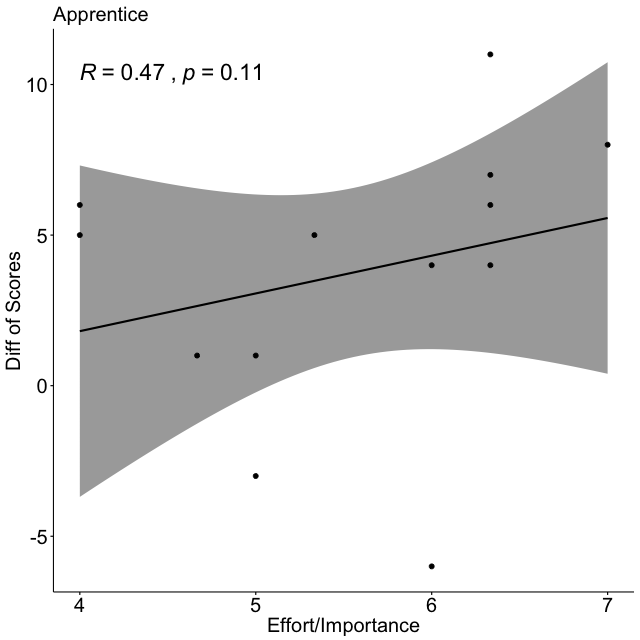 Apprentice
R = 0.47 , p = 0.11
10
5
0
-5
Diff of Scores
4 5 6 7
Effort/Importance